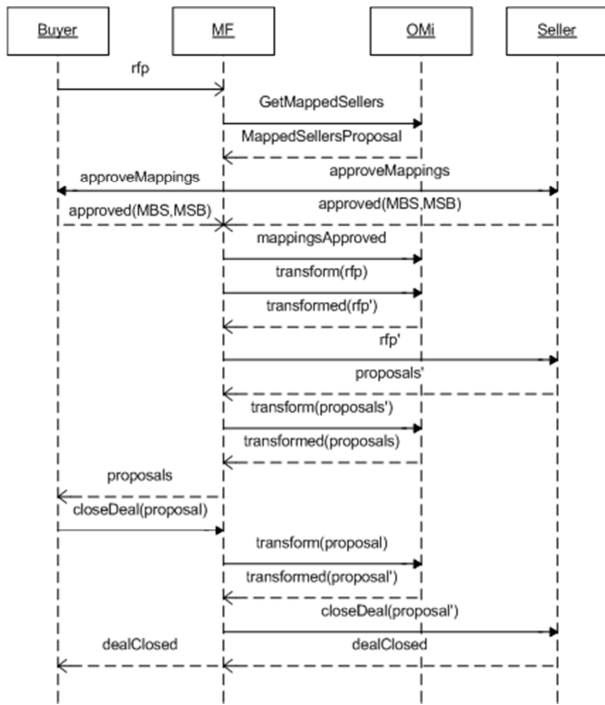 Buyer
MF
OMi
Seller
rfp
GetMappedSellers
MappedSellersProposal
approveMappings
approveMappings
approved(MBS,MSB)
approved(MBS,MSB)
mappingsApproved
transform(rfp)
transformed(rfp')
rfp'
proposals'
transform(proposals')
transformed(proposals)
proposals
closeDeal(proposal)
transform(proposal)
transformed(proposal')
closeDeal(proposal')
dealClosed
dealClosed